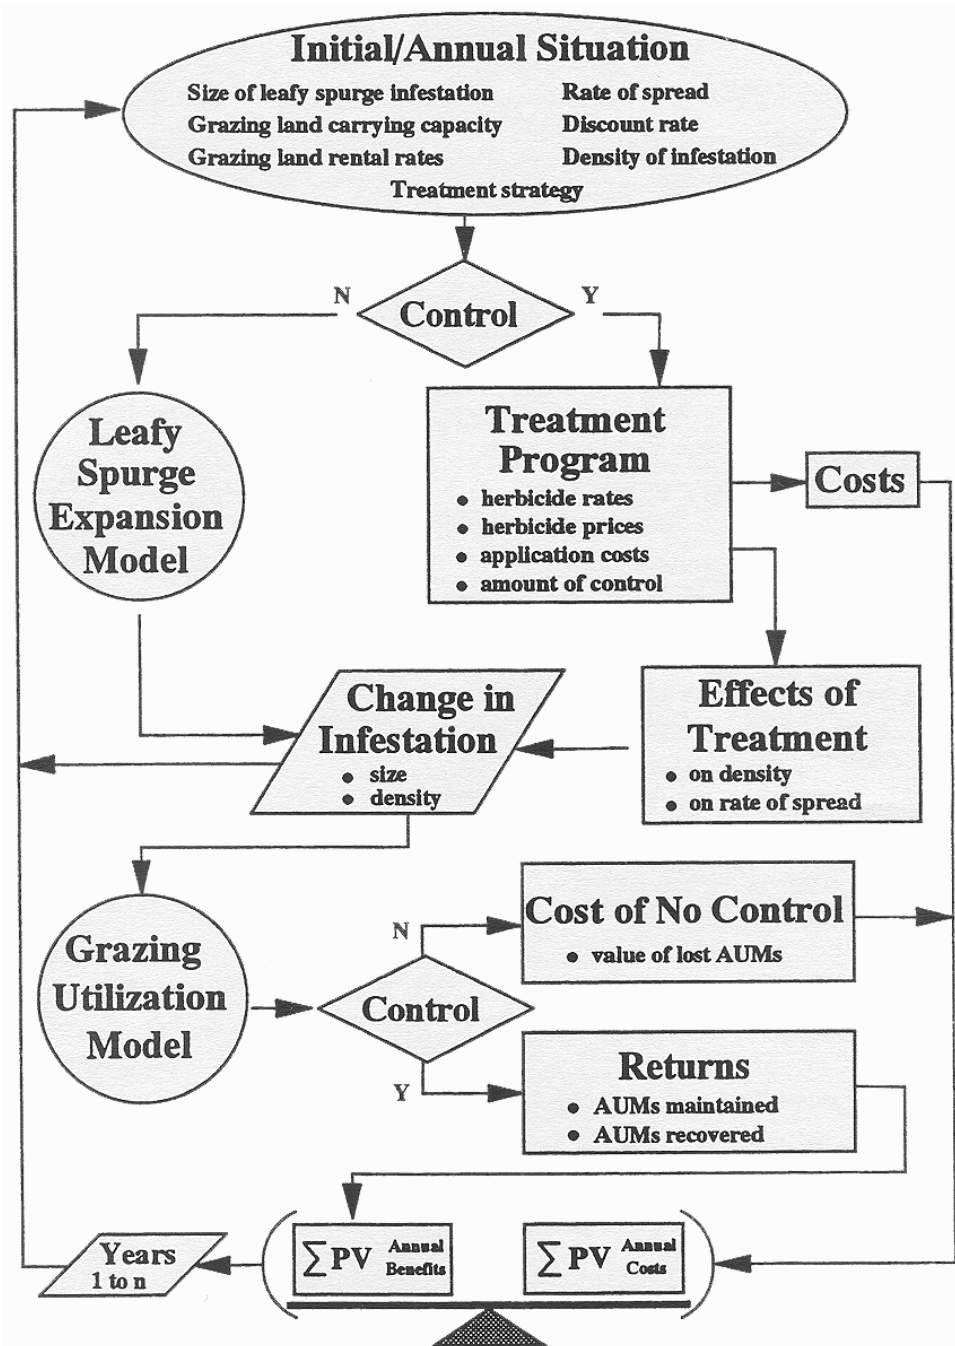 Initial/Annual Situation
Size of leafy spurge infestation
Rate of spread
Grazing land carrying capacity
Discount rate
Grazing land rental rates
Density of infestation
Treatment strategy
N
Y
Control
Leafy
Spurge
Expansion
Model
Treatment
Program
• herbicide rates
• herbicide prices
• application costs
• amount of control
Costs
Change in
Infestation
• size
• density
Effects of
Treatment
• on density
• on rate of spread
Grazing
Utilization
Model
N
Control
Y
Cost of No Control
• value of lost AUMs
Returns
• AUMs maintained
• AUMs recovered
Years
1 to n
∑ PV Annual
Benefits
∑ PV Annual
Costs